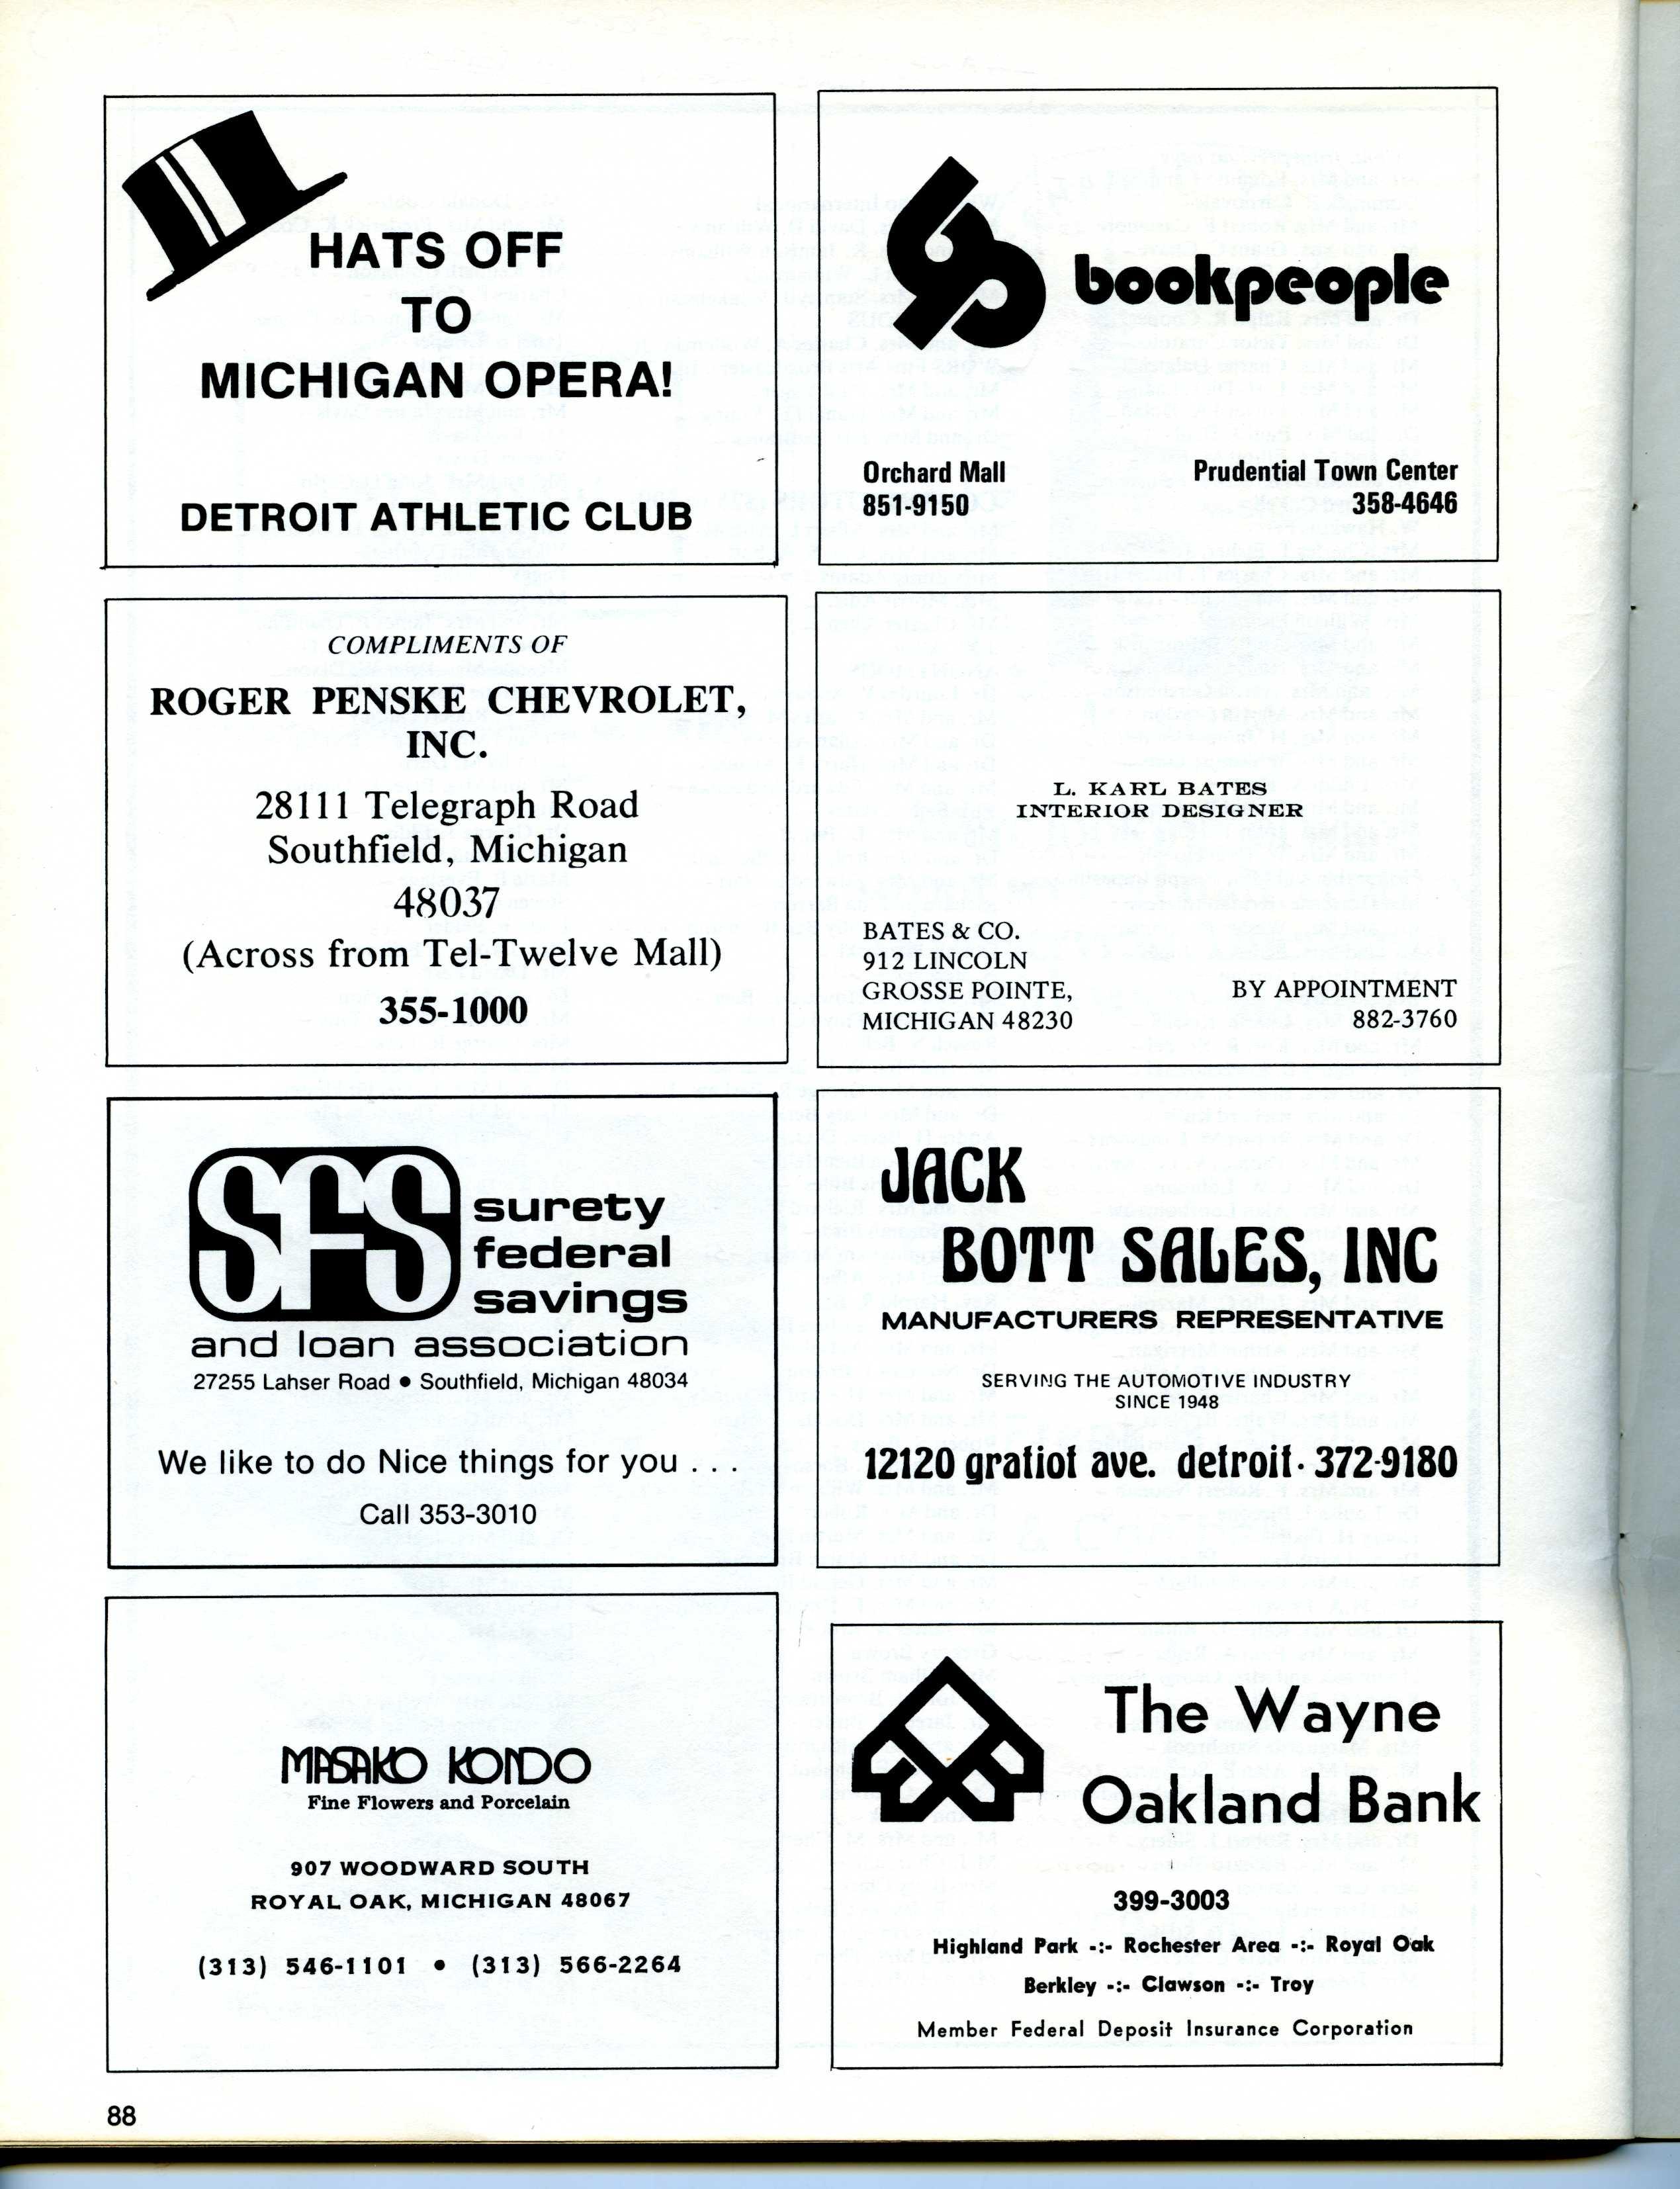 HATS OFF
TO
MICHIGAN OPERA!
DETROIT ATHLETIC CLUB
bookpeople
Orchard Mall
851-9150
Prudential Town Center
358-4646
COMPLIMENTS OF
ROGER PENSKE CHEVROLET,
INC.
28111 Telegraph Road
Southfield, Michigan
48037
(Across from Tel-Twelve Mall)
355-1000
L. KARL BATES
INTERIOR DESIGNER
BATES & CO.
912 LINCOLN
GROSSE POINTE,
MICHIGAN 48230
BY APPOINTMENT
882-3760
SFS
surety
federal
savings
and loan association
27255 Lahser Road • Southfield, Michigan 48034
We like to do Nice things for you . . .
Call 353-3010
JACK
BOTT SALES, INC
MANUFACTURERS REPRESENTATIVE
SERVING THE AUTOMOTIVE INDUSTRY
SINCE 1948
12120 gratiot ave. detroit · 372-9180
MASAKO KONDO
Fine Flowers and Porcelain
907 WOODWARD SOUTH
ROYAL OAK, MICHIGAN 48067
(313) 546-1101 • (313) 566-2264
The Wayne
Oakland Bank
399-3003
Highland Park -:- Rochester Area -:- Royal Oak
Berkley -:- Clawson -:- Troy
Member Federal Deposit Insurance Corporation
88